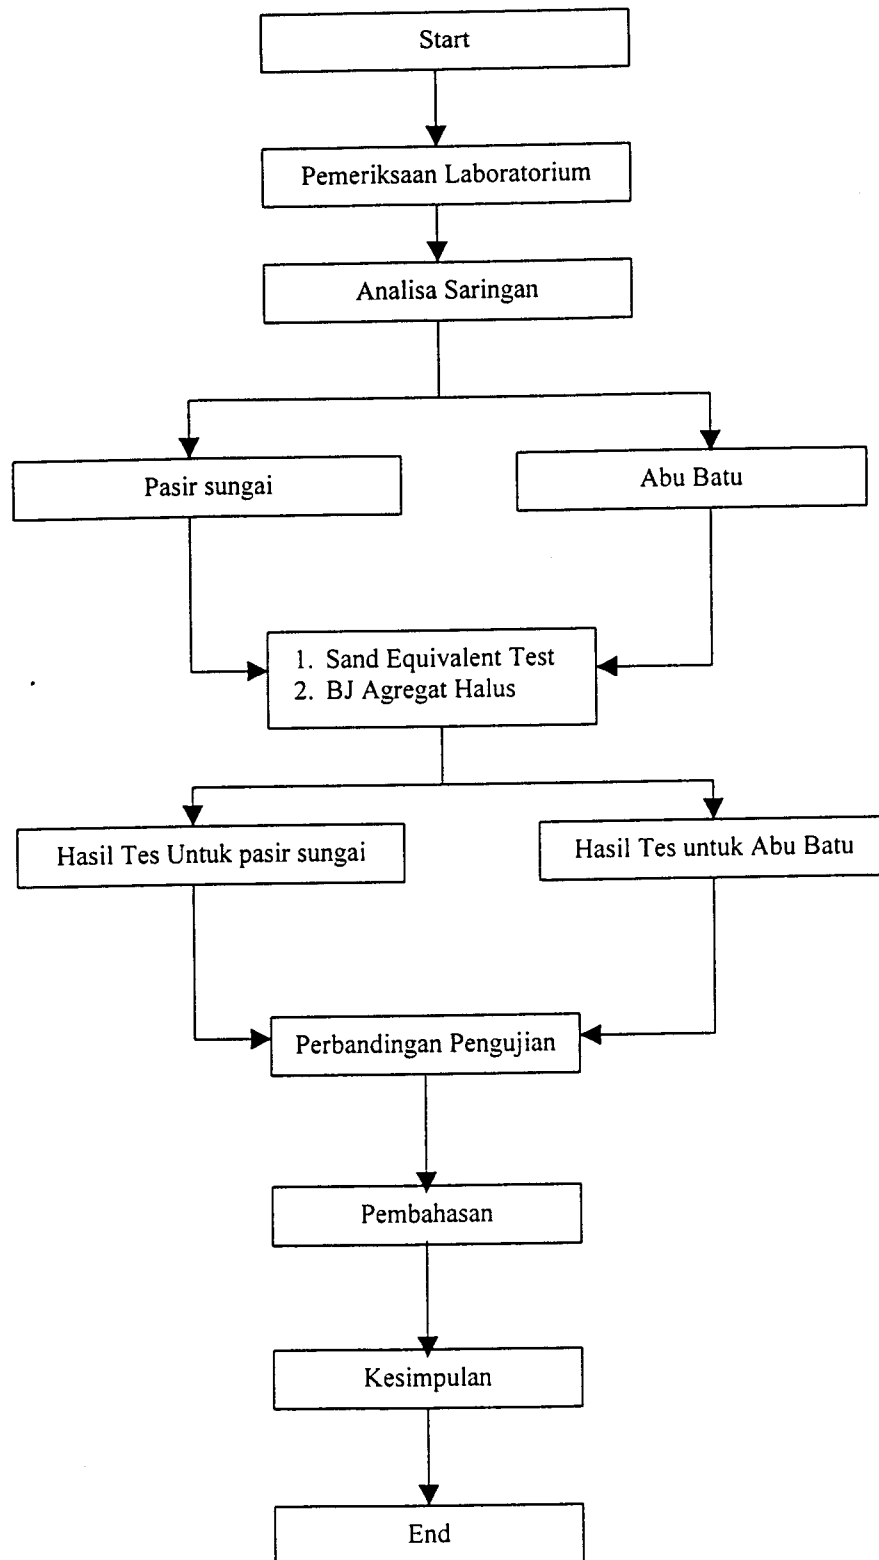 Start
Pemeriksaan Laboratorium
Analisa Saringan
Pasir sungai
Abu Batu
1. Sand Equivalent Test
2. BJ Agregat Halus
Hasil Tes Untuk pasir sungai
Hasil Tes untuk Abu Batu
Perbandingan Pengujian
Pembahasan
Kesimpulan
End